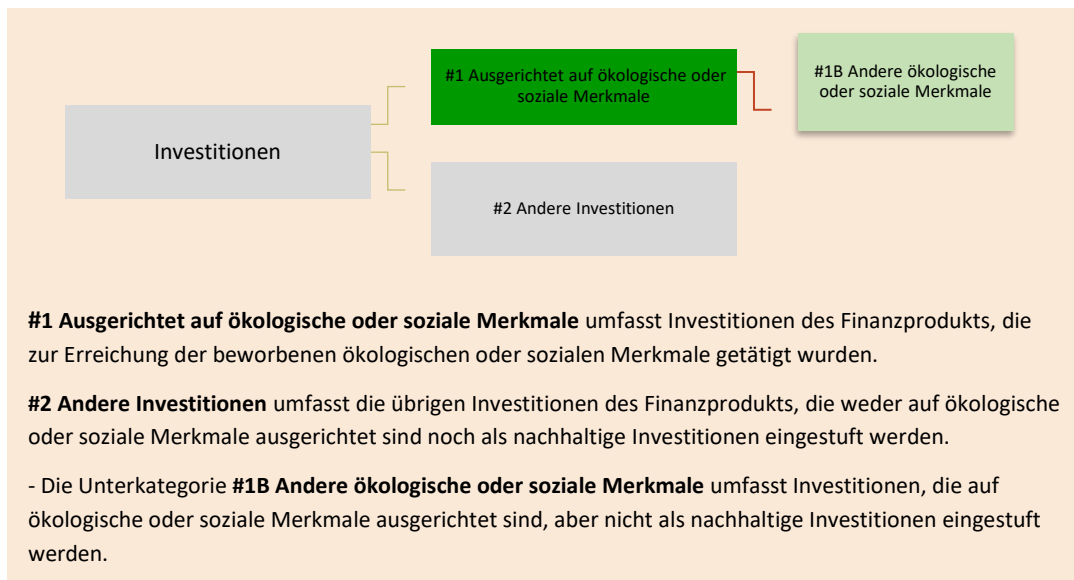 #1 Ausgerichtet auf ökologische oder
soziale Merkmale
#1B Andere ökologische
oder soziale Merkmale
Investitionen
#2 Andere Investitionen
#1 Ausgerichtet auf ökologische oder soziale Merkmale umfasst Investitionen des Finanzprodukts, die
zur Erreichung der beworbenen ökologischen oder sozialen Merkmale getätigt wurden.
#2 Andere Investitionen umfasst die übrigen Investitionen des Finanzprodukts, die weder auf ökologische
oder soziale Merkmale ausgerichtet sind noch als nachhaltige Investitionen eingestuft werden.
- Die Unterkategorie #1B Andere ökologische oder soziale Merkmale umfasst Investitionen, die auf
ökologische oder soziale Merkmale ausgerichtet sind, aber nicht als nachhaltige Investitionen eingestuft
werden.